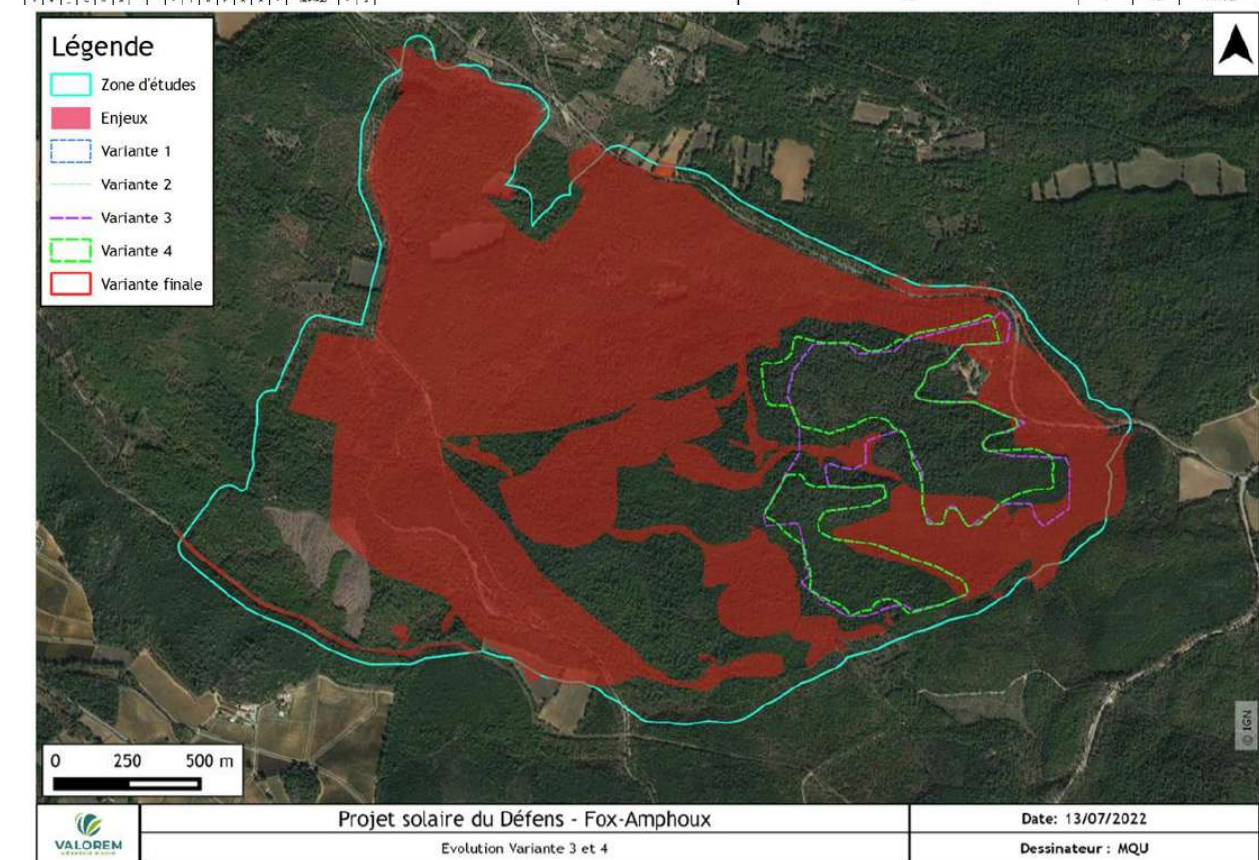 Légende
Zone d'études
Enjeux
Variante 1
Variante 2
Variante 3
Variante 4
Variante finale
© IGN
0 250 500 m
VALOREM
Projet solaire du Défens - Fox-Amphoux
Evolution Variante 3 et 4
Date: 13/07/2022
Dessinateur : MQU